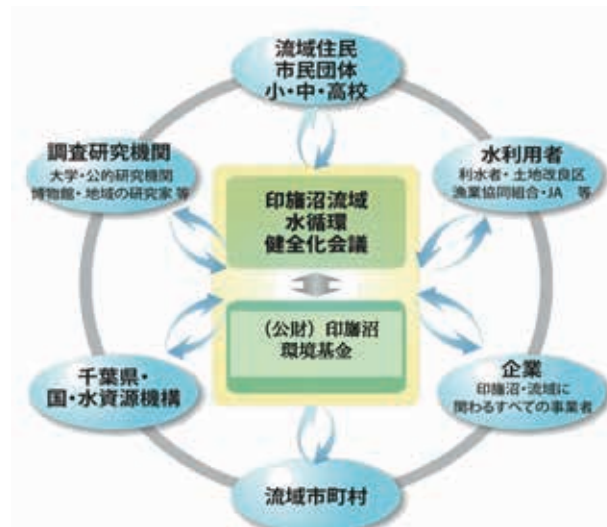 流域住民
市民団体
小・中・高校
調査研究機関
大学・公的研究機関
博物館・地域の研究家 等
水利用者
利水者・土地改良区
漁業協同組合・JA 等
印旛沼流域
水循環
健全化会議
(公財)印旛沼
環境基金
千葉県・
国・水資源機構
企業
印旛沼・流域に
関わるすべての事業者
流域市町村